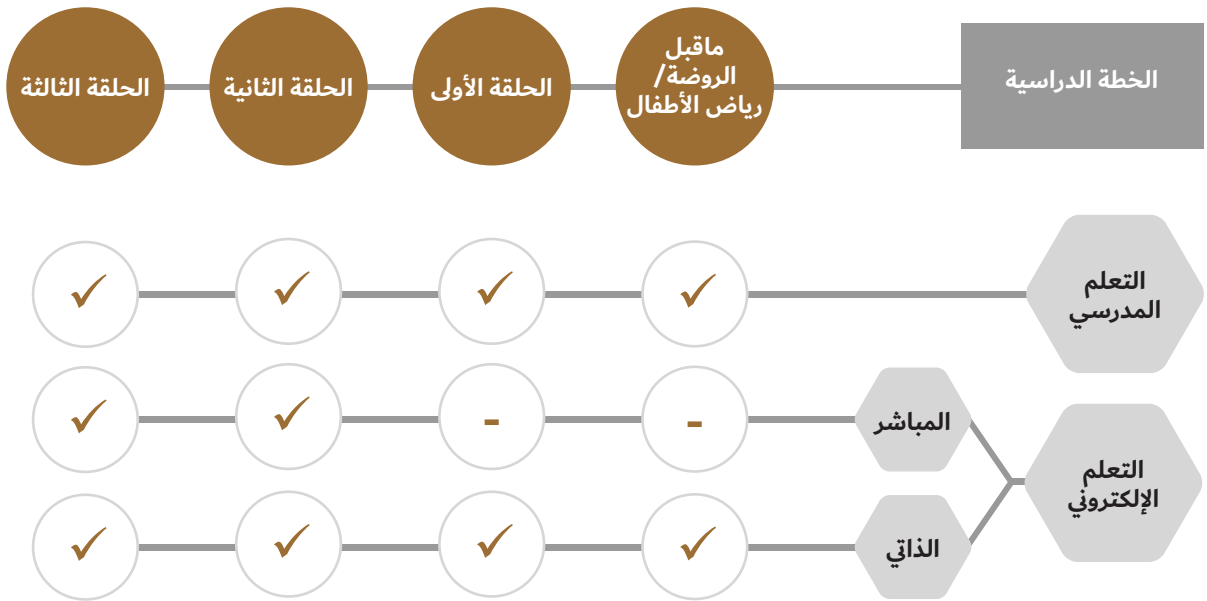 الخطة الدراسية
ماقبل
الروضة/
رياض الأطفال
الحلقة الأولى
الحلقة الثانية
الحلقة الثالثة
التعلم
المدرسي
✓
✓
✓
✓
التعلم
الإلكتروني
المباشر
-
-
✓
✓
الذاتي
✓
✓
✓
✓